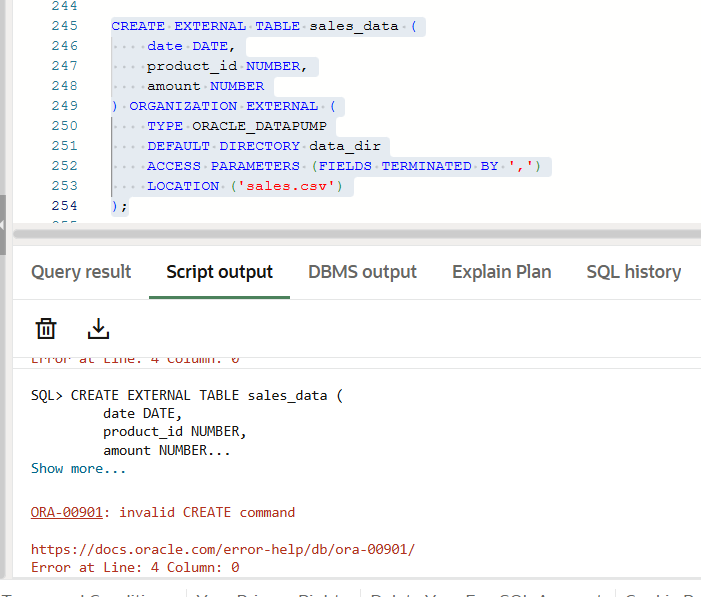 244
245 CREATE EXTERNAL TABLE sales_data (
246 date DATE,
247 product_id NUMBER,
248 amount NUMBER
249 ) ORGANIZATION EXTERNAL (
250 TYPE ORACLE_DATAPUMP
251 DEFAULT DIRECTORY data_dir
252 ACCESS PARAMETERS (FIELDS TERMINATED BY ',')
253 LOCATION ('sales.csv')
254 );
Query result Script output DBMS output Explain Plan SQL history
Error at Line: 4 Column: 0
SQL> CREATE EXTERNAL TABLE sales_data (
date DATE,
product_id NUMBER,
amount NUMBER...
Show more...
ORA-00901: invalid CREATE command
https://docs.oracle.com/error-help/db/ora-00901/
Error at Line: 4 Column: 0